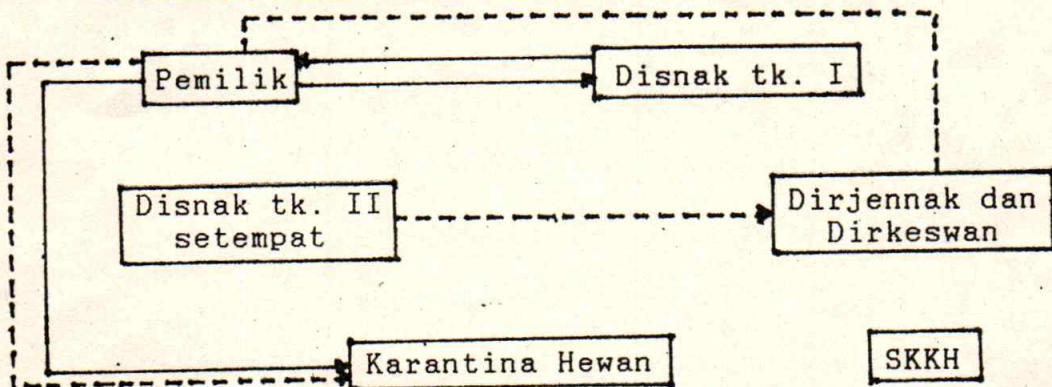 Pemilik
Disnak tk. I
Disnak tk. II
setempat
Dirjennak dan
Dirkeswan
Karantina Hewan
SKKH